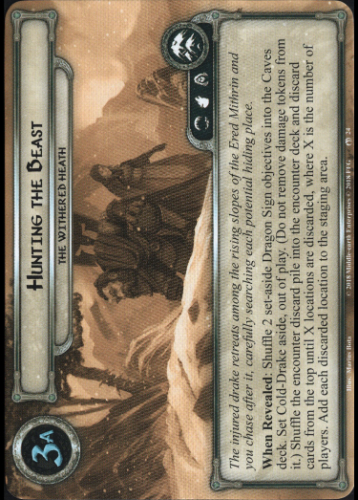 3A
HUNTING THE BEAST
THE WITHERED HEATH
The injured drake retreats among the rising slopes of the Ered Mithrin and
you chase after it, carefully searching each potential hiding place.
When Revealed: Shuffle 2 set-aside Dragon Sign objectives into the Caves
deck. Set Cold-Drake aside, out of play. (Do not remove damage tokens from
it.) Shuffle the encounter discard pile into the encounter deck and discard
cards from the top until X locations are discarded, where X is the number of
players. Add each discarded location to the staging area.
Illus. Marius Bota © 2018 Middle-earth Enterprises © 2018 FFG 24